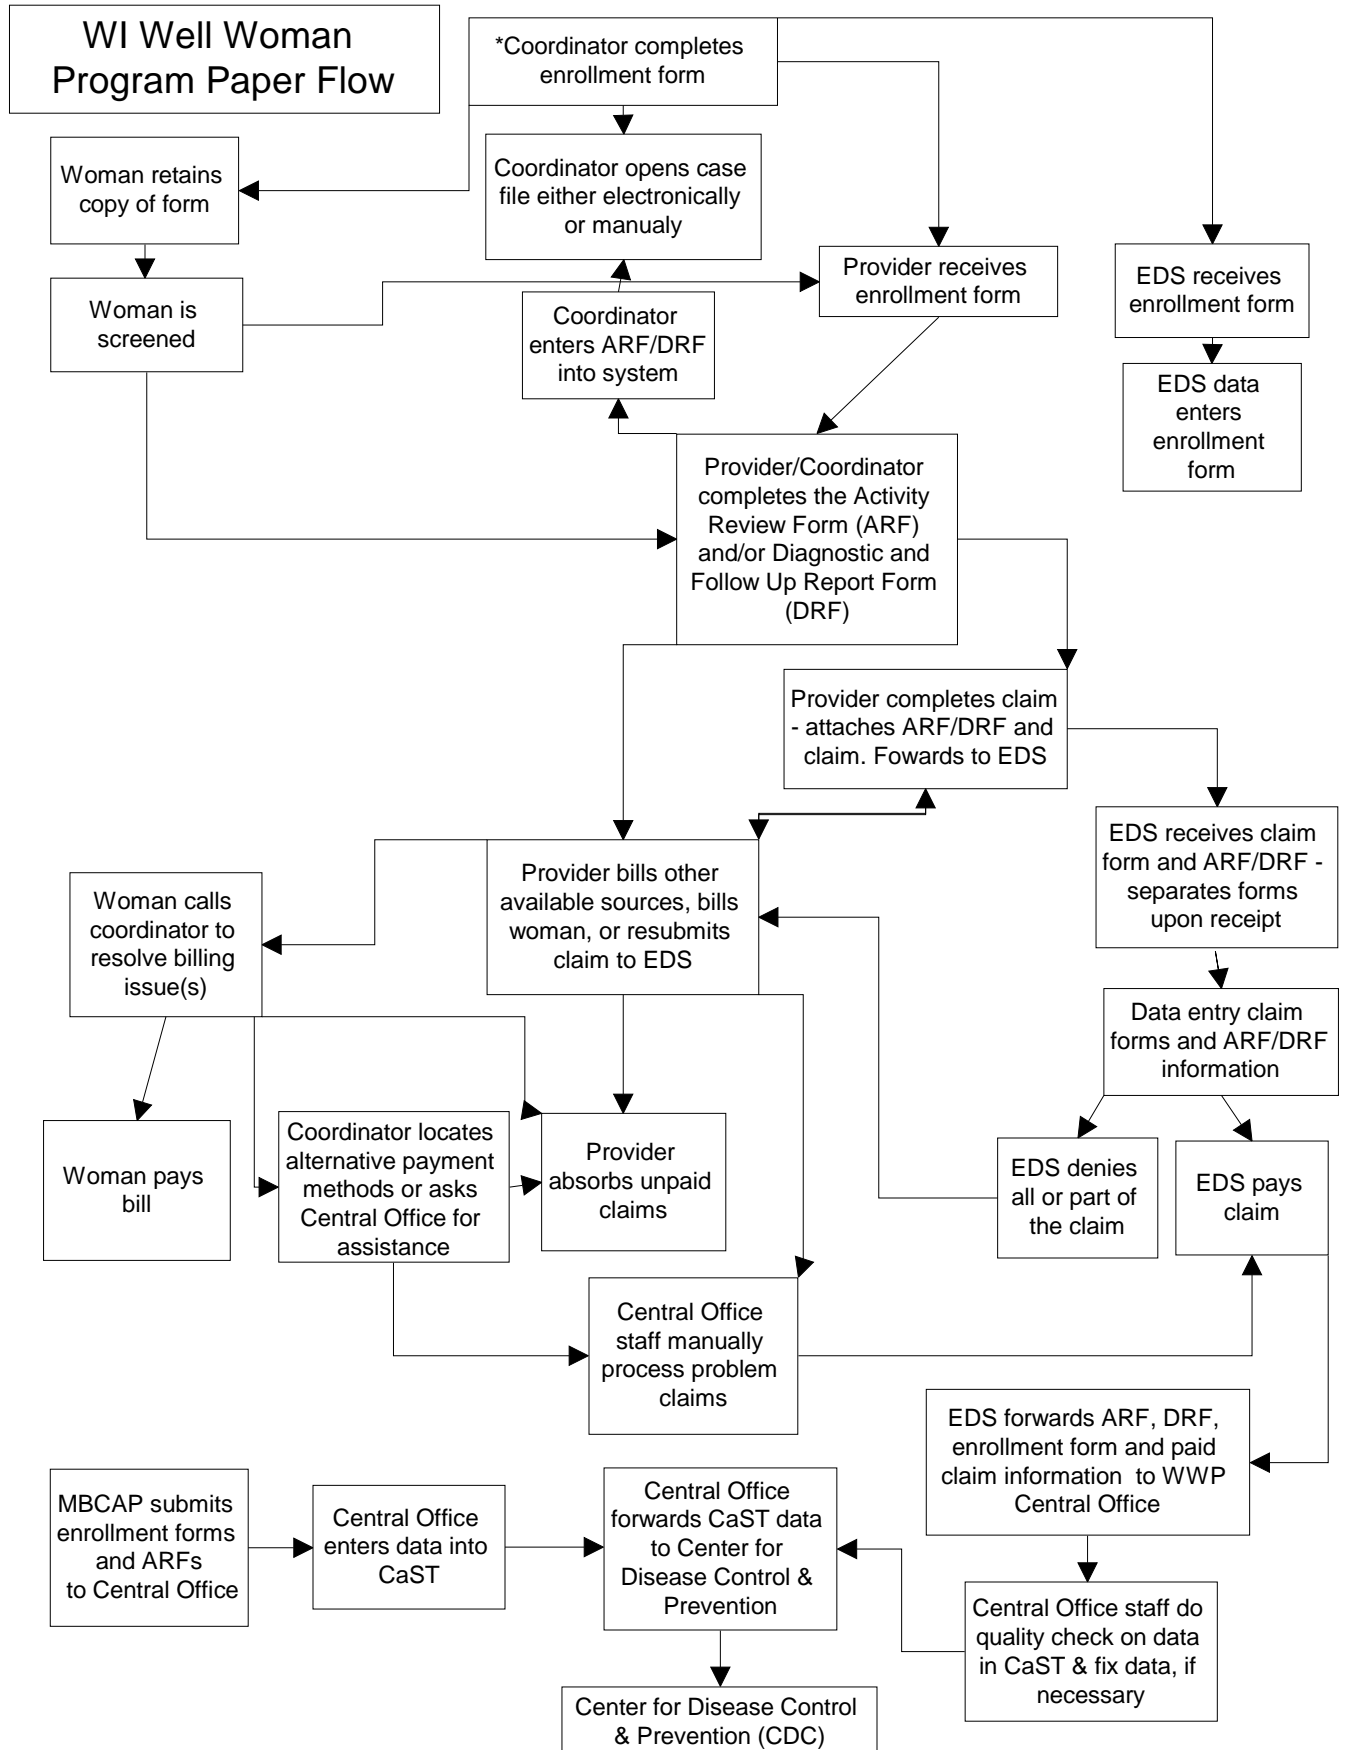 WI Well Woman
Program Paper Flow
*Coordinator completes
enrollment form
Woman retains
copy of form
Coordinator opens case
file either electronically
or manualy
Provider receives
enrollment form
EDS receives
enrollment form
Woman is
screened
Coordinator
enters ARF/DRF
into system
EDS data
enters
enrollment
form
Provider/Coordinator
completes the Activity
Review Form (ARF)
and/or Diagnostic and
Follow Up Report Form
(DRF)
Provider completes claim
- attaches ARF/DRF and
claim. Fowards to EDS
EDS receives claim
form and ARF/DRF -
separates forms
upon receipt
Provider bills other
available sources, bills
woman, or resubmits
claim to EDS
Woman calls
coordinator to
resolve billing
issue(s)
Data entry claim
forms and ARF/DRF
information
Woman pays
bill
Coordinator locates
alternative payment
methods or asks
Central Office for
assistance
Provider
absorbs unpaid
claims
EDS denies
all or part of
the claim
EDS pays
claim
Central Office
staff manually
process problem
claims
EDS forwards ARF, DRF,
enrollment form and paid
claim information to WWP
Central Office
MBCAP submits
enrollment forms
and ARFs
to Central Office
Central Office
enters data into
CaST
Central Office
forwards CaST data
to Center for
Disease Control &
Prevention
Central Office staff do
quality check on data
in CaST & fix data, if
necessary
Center for Disease Control
& Prevention (CDC)